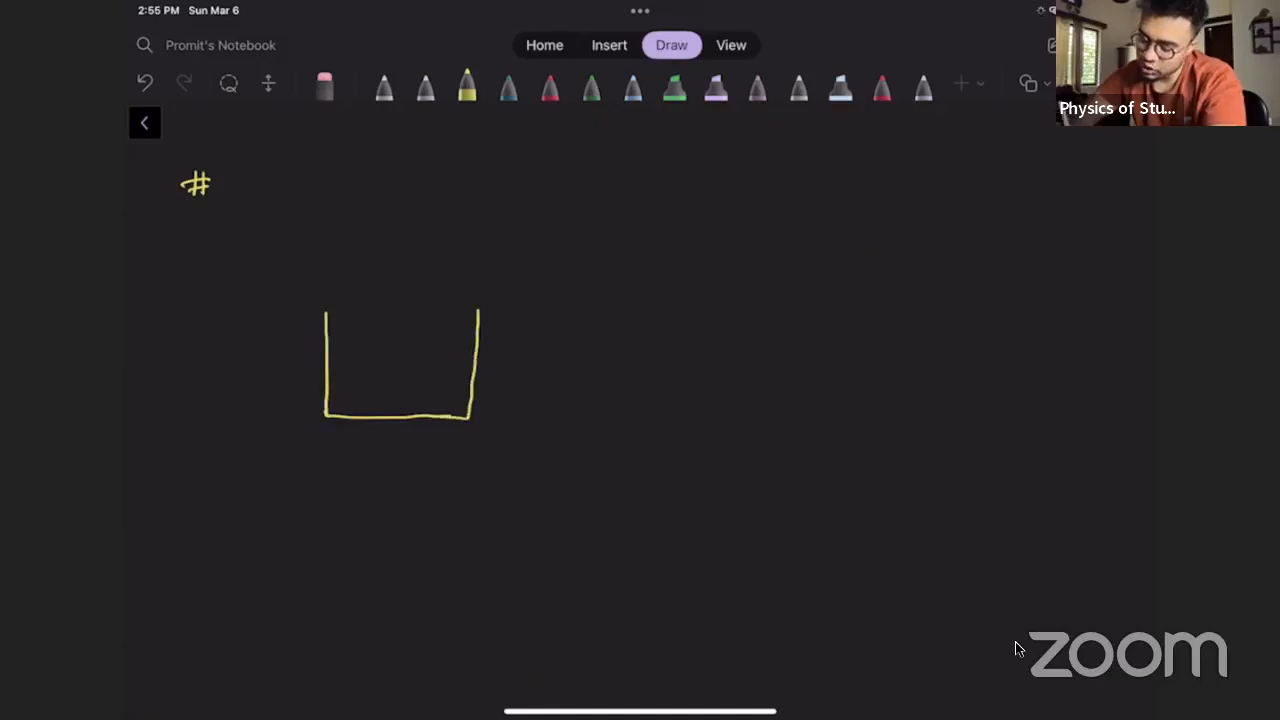 2:55 PM Sun Mar 6
Promit's Notebook
Home Insert Draw View
Physics of Stu...
#
zoom